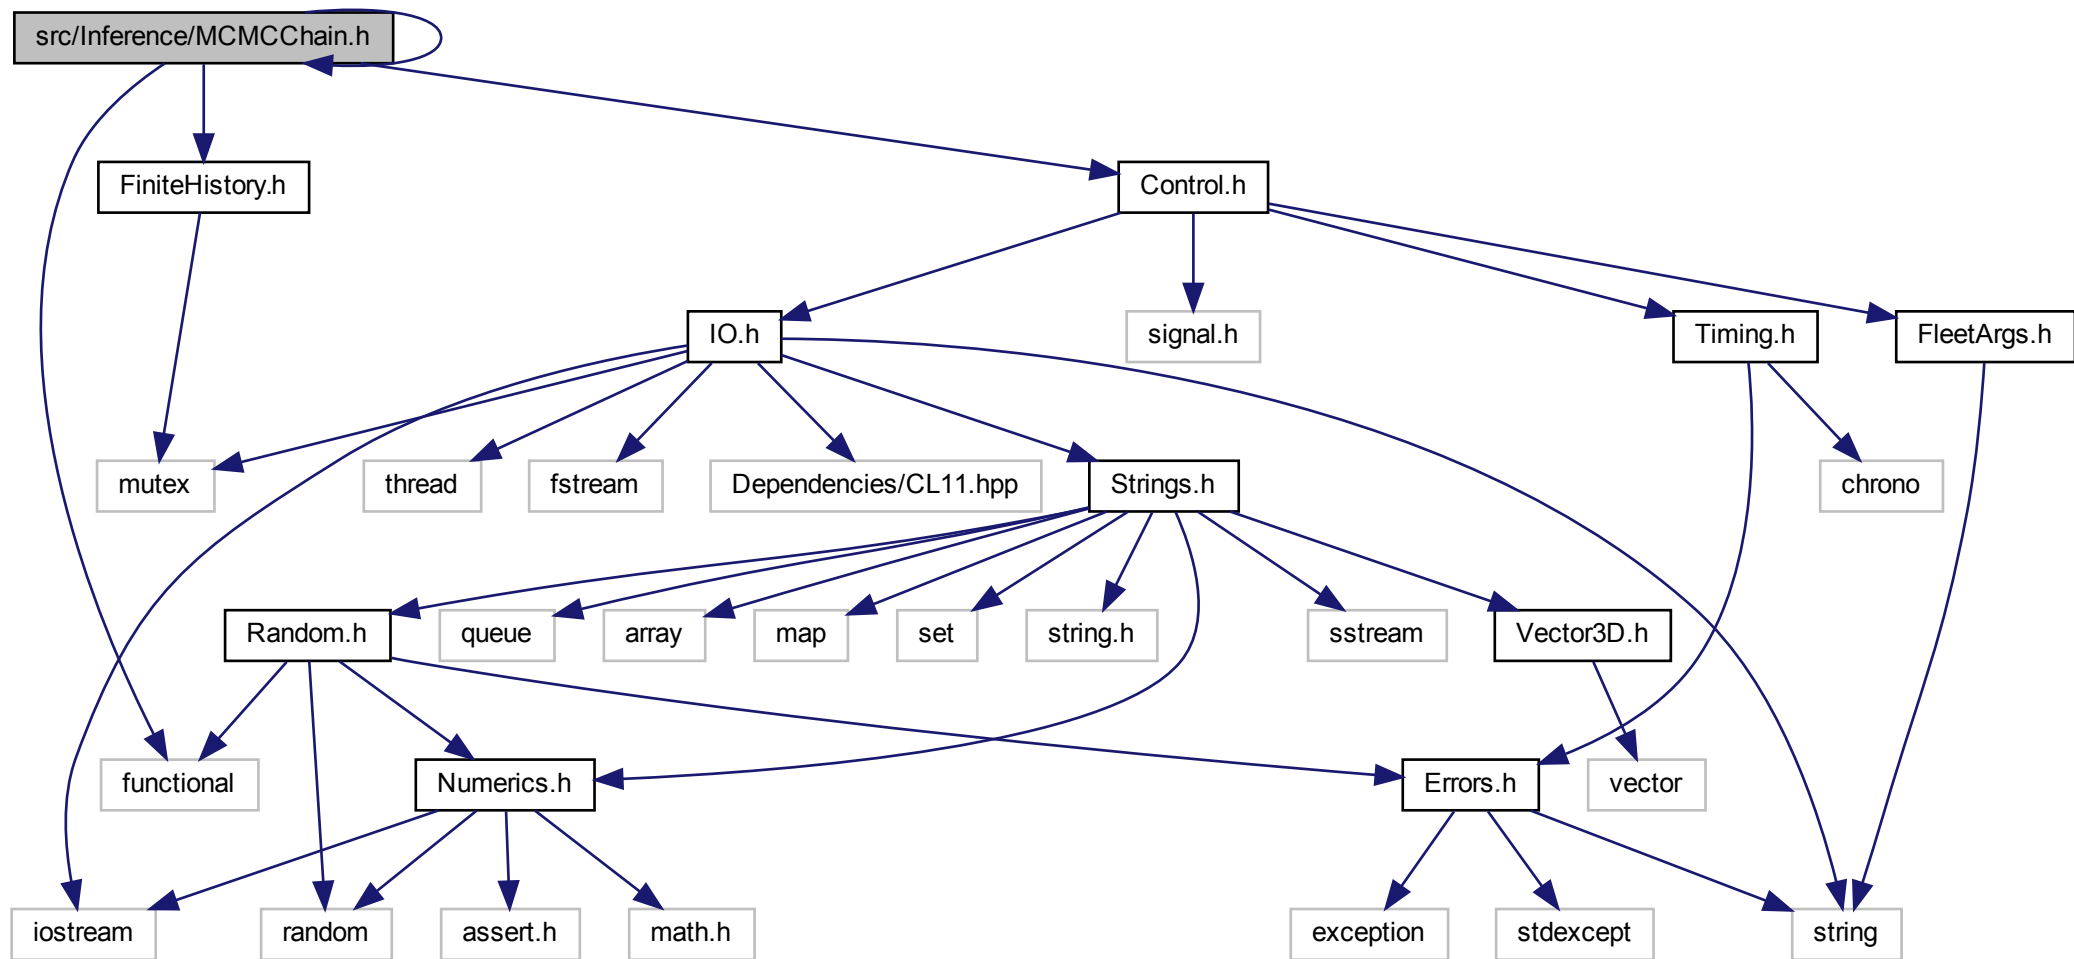 src/Inference/MCMCChain.h
FiniteHistory.h
Control.h
IO.h
signal.h
Timing.h
FleetArgs.h
mutex
thread
fstream
Dependencies/CL11.hpp
Strings.h
chrono
Random.h
queue
array
map
set
string.h
sstream
Vector3D.h
functional
Numerics.h
Errors.h
vector
iostream
random
assert.h
math.h
exception
stdexcept
string